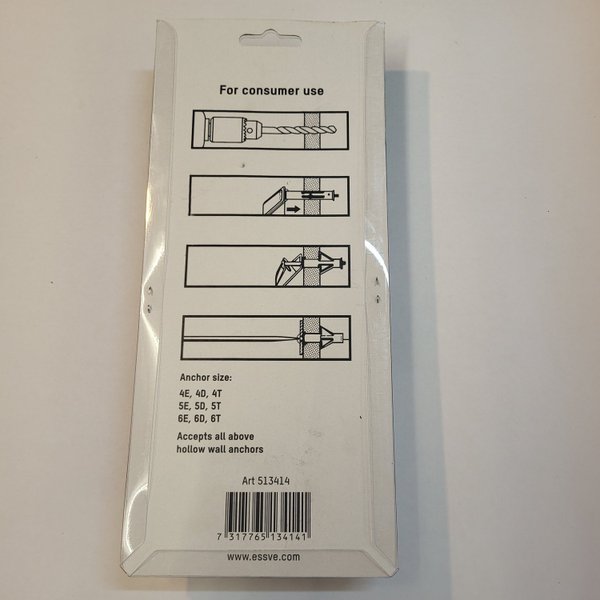 For consumer use
Anchor size:
4E, 4D, 4T
5E, 5D, 5T
6E, 6D, 6T
Accepts all above
hollow wall anchors
Art 513414
7 317765 134141
www.essve.com